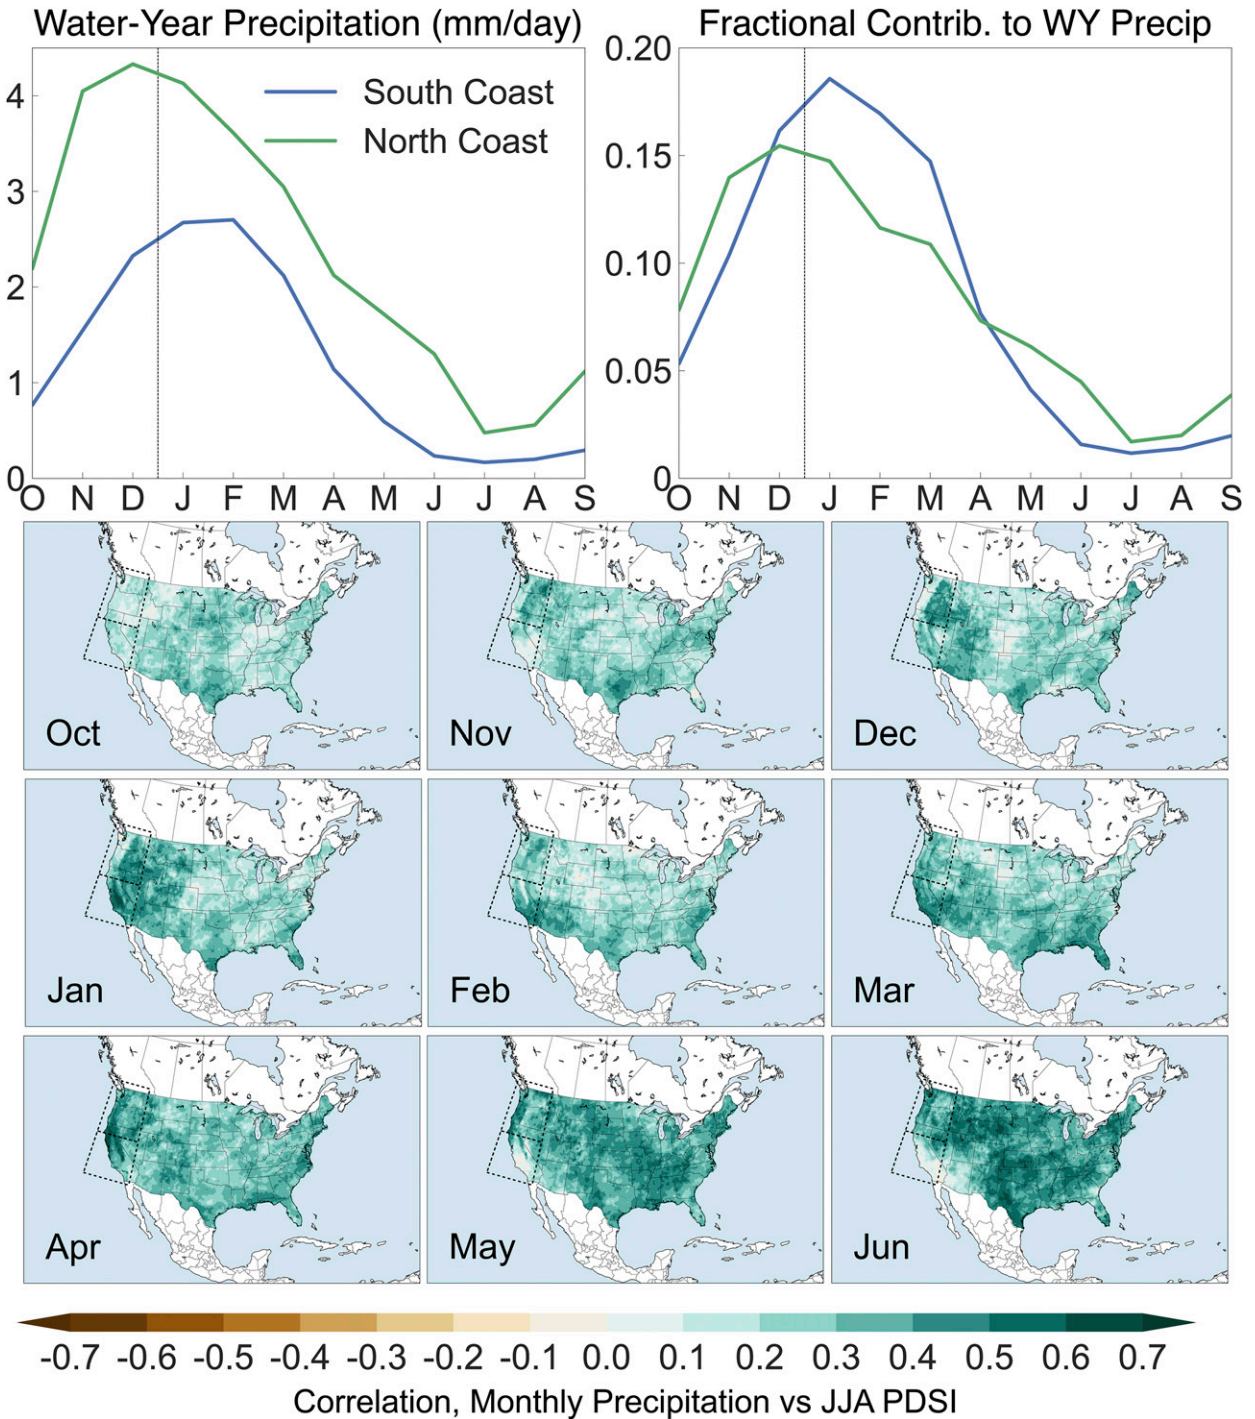 Water-Year Precipitation (mm/day)
4
3
2
1
0
South Coast
North Coast
O N D J F M A M J J A S
Fractional Contrib. to WY Precip
0.20
0.15
0.10
0.05
0
O N D J F M A M J J A S
Oct
Nov
Dec
Jan
Feb
Mar
Apr
May
Jun
-0.7 -0.6 -0.5 -0.4 -0.3 -0.2 -0.1 0.0 0.1 0.2 0.3 0.4 0.5 0.6 0.7
Correlation, Monthly Precipitation vs JJA PDSI